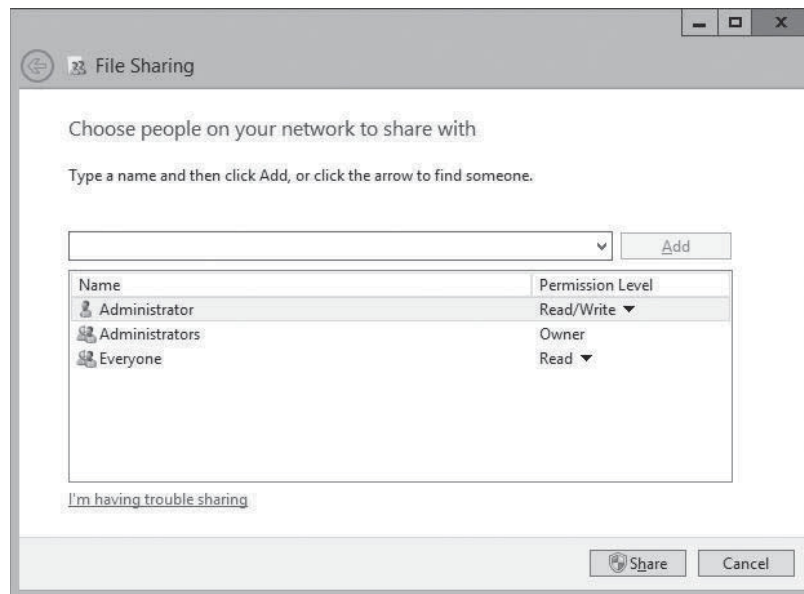 File Sharing
Choose people on your network to share with
Type a name and then click Add, or click the arrow to find someone.
Add
Name Permission Level
Administrator Read/Write
Administrators Owner
Everyone Read
I'm having trouble sharing
Share Cancel